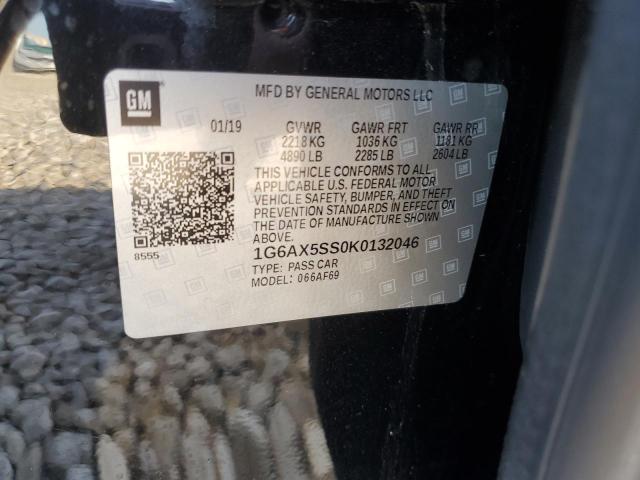 GM
MFD BY GENERAL MOTORS LLC
01/19 GVWR GAWR FRT GAWR RR
2218 KG 1036 KG 1181 KG
4890 LB 2285 LB 2604 LB
THIS VEHICLE CONFORMS TO ALL
APPLICABLE U.S. FEDERAL MOTOR
VEHICLE SAFETY, BUMPER, AND THEFT
PREVENTION STANDARDS IN EFFECT ON
THE DATE OF MANUFACTURE SHOWN
ABOVE.
8555
1G6AX5SS0K0132046
TYPE: PASS CAR
MODEL: 066AF69